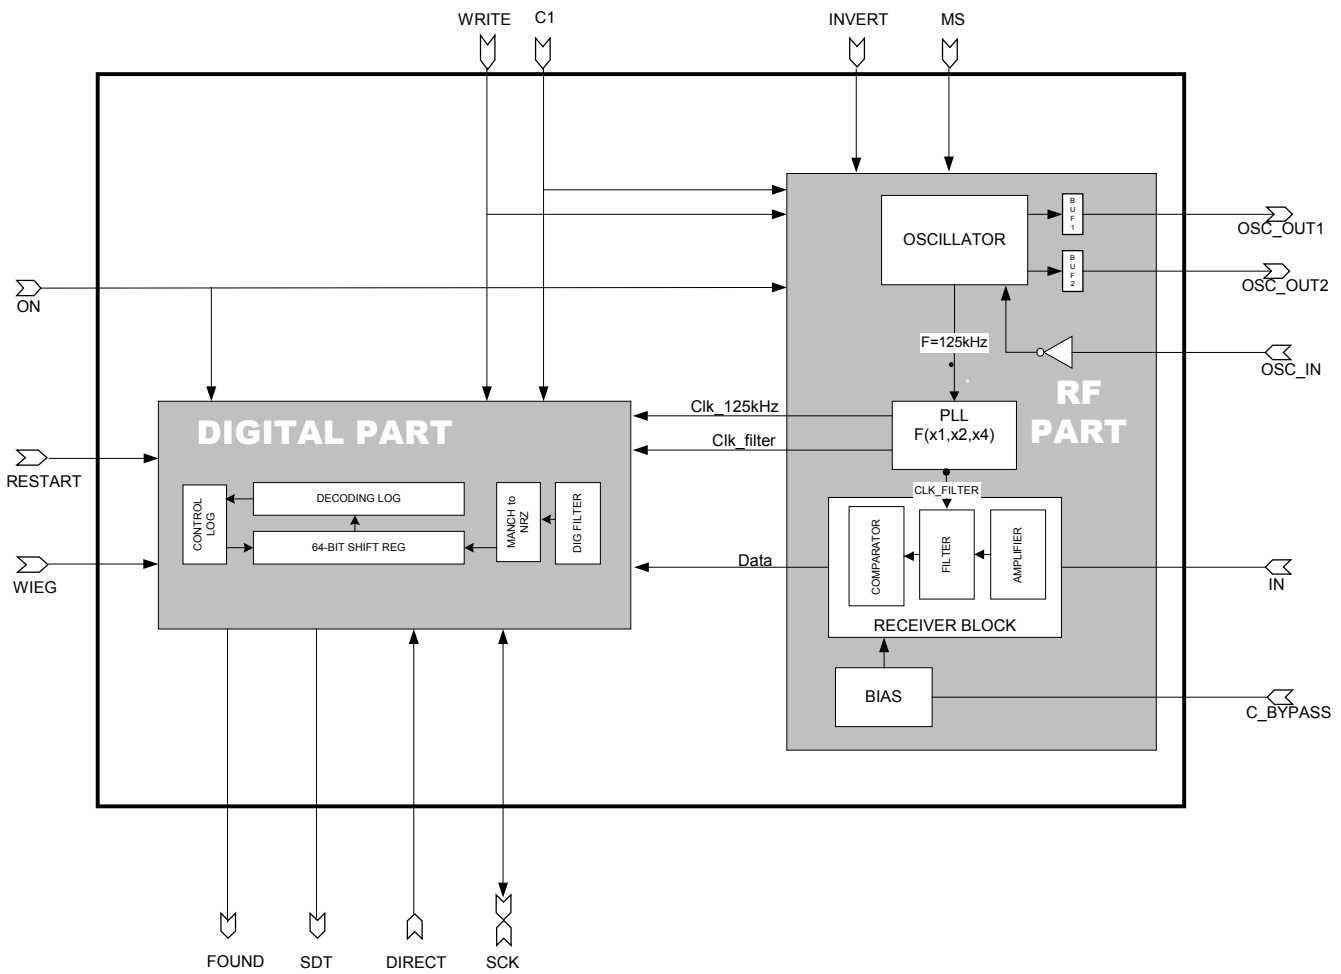 WRITE
C1
INVERT
MS
OSCILLATOR
BUF1
OSC_OUT1
BUF2
OSC_OUT2
ON
F=125kHz
OSC_IN
RF
PART
Clk_125kHz
PLL
F(x1,x2,x4)
DIGITAL PART
Clk_filter
RESTART
CLK_FILTER
CONTROL
LOG
DECODING LOG
64-BIT SHIFT REG
MANCH to
NRZ
DIG FILTER
COMPARATOR
FILTER
AMPLIFIER
Data
WIEG
IN
RECEIVER BLOCK
BIAS
C_BYPASS
FOUND
SDT
DIRECT
SCK